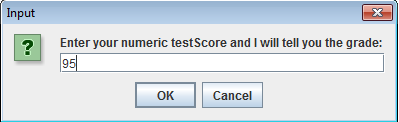 Input
Enter your numeric testScore and I will tell you the grade:
95
OK Cancel